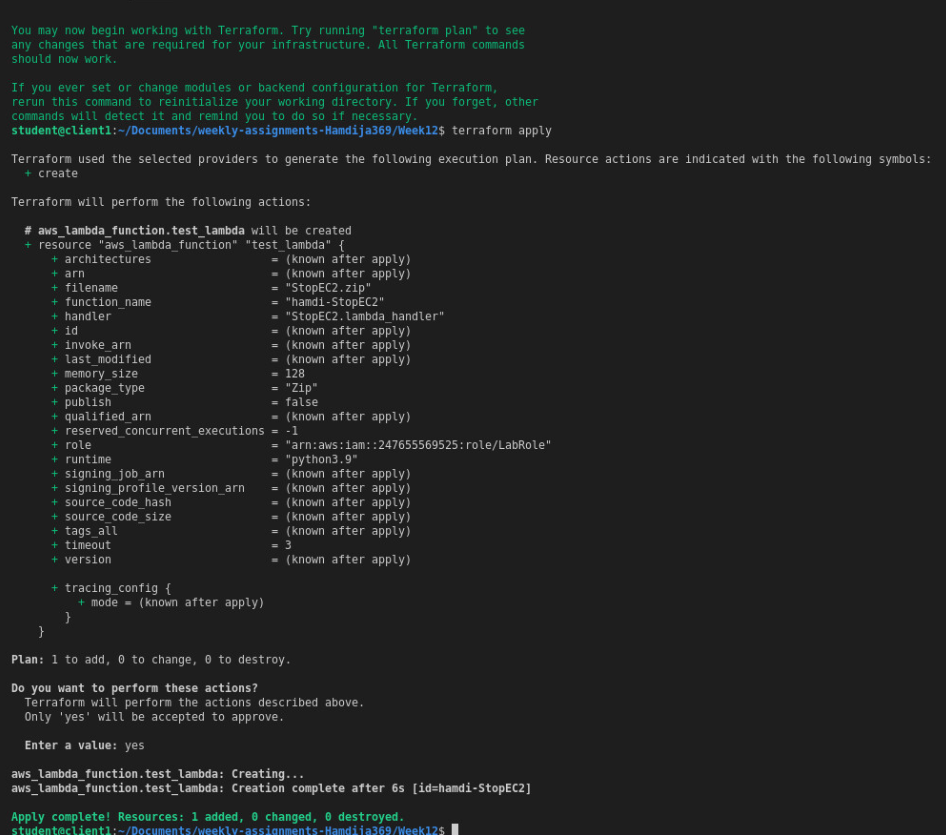 You may now begin working with Terraform. Try running "terraform plan" to see
any changes that are required for your infrastructure. All Terraform commands
should now work.

If you ever set or change modules or backend configuration for Terraform,
rerun this command to reinitialize your working directory. If you forget, other
commands will detect it and remind you to do so if necessary.
student@client1:~/Documents/weekly-assignments-Hamdija369/Week12$ terraform apply

Terraform used the selected providers to generate the following execution plan. Resource actions are indicated with the following symbols:
  + create

Terraform will perform the following actions:

  # aws_lambda_function.test_lambda will be created
  + resource "aws_lambda_function" "test_lambda" {
      + architectures                  = (known after apply)
      + arn                            = (known after apply)
      + filename                       = "StopEC2.zip"
      + function_name                  = "hamdi-StopEC2"
      + handler                        = "StopEC2.lambda_handler"
      + id                             = (known after apply)
      + invoke_arn                     = (known after apply)
      + last_modified                  = (known after apply)
      + memory_size                    = 128
      + package_type                   = "Zip"
      + publish                        = false
      + qualified_arn                  = (known after apply)
      + reserved_concurrent_executions = -1
      + role                           = "arn:aws:iam::247655569525:role/LabRole"
      + runtime                        = "python3.9"
      + signing_job_arn                = (known after apply)
      + signing_profile_version_arn    = (known after apply)
      + source_code_hash               = (known after apply)
      + source_code_size               = (known after apply)
      + tags_all                       = (known after apply)
      + timeout                        = 3
      + version                        = (known after apply)

      + tracing_config {
          + mode = (known after apply)
        }
    }

Plan: 1 to add, 0 to change, 0 to destroy.

Do you want to perform these actions?
  Terraform will perform the actions described above.
  Only 'yes' will be accepted to approve.

  Enter a value: yes

aws_lambda_function.test_lambda: Creating...
aws_lambda_function.test_lambda: Creation complete after 6s [id=hamdi-StopEC2]

Apply complete! Resources: 1 added, 0 changed, 0 destroyed.
student@client1:~/Documents/weekly-assignments-Hamdija369/Week12$